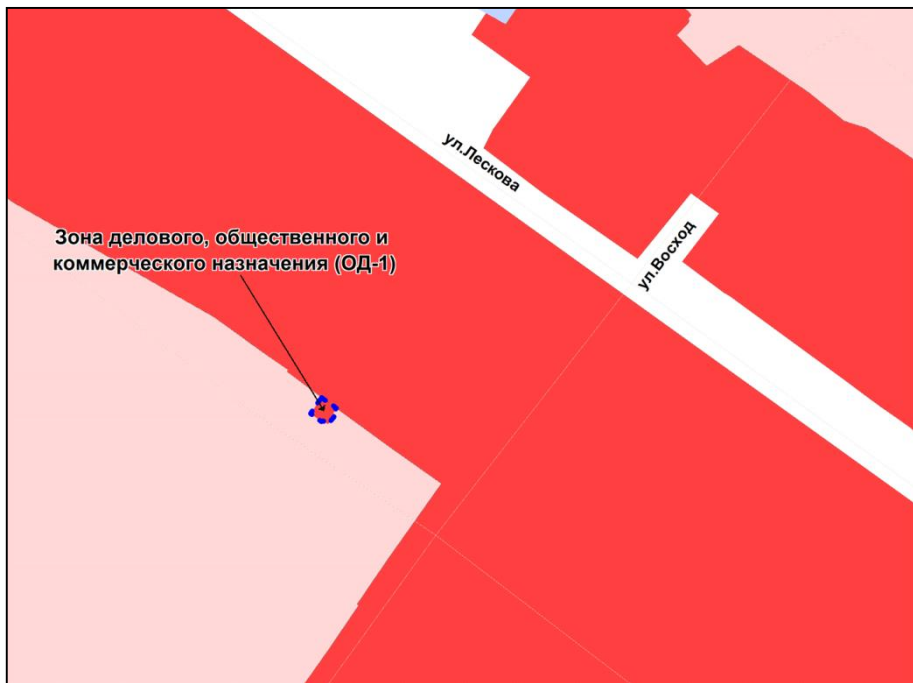 ул.Лескова
ул.Восход
Зона делового, общественного и
коммерческого назначения (ОД-1)